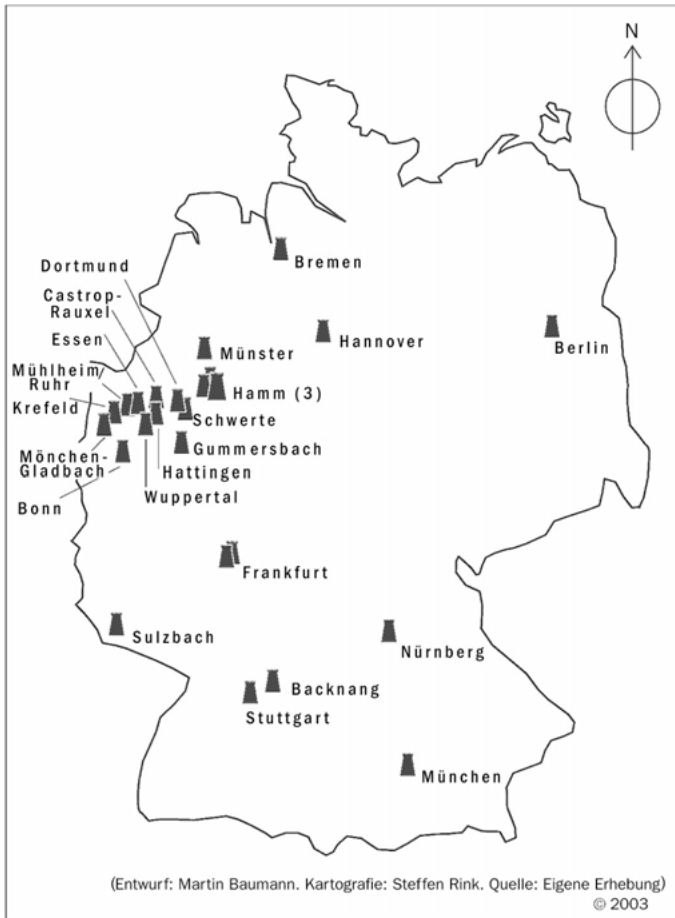 N
Bremen
Dortmund
Castrop-
Rauxel
Essen
Hannover
Berlin
Münster
Mühlheim
Ruhr
Hamm (3)
Krefeld
Schwerte
Gummersbach
Mönchen-
Gladbach
Hattingen
Wuppertal
Bonn
Frankfurt
Sulzbach
Nürnberg
Backnang
Stuttgart
München
(Entwurf: Martin Baumann. Kartografie: Steffen Rink. Quelle: Eigene Erhebung)
© 2003